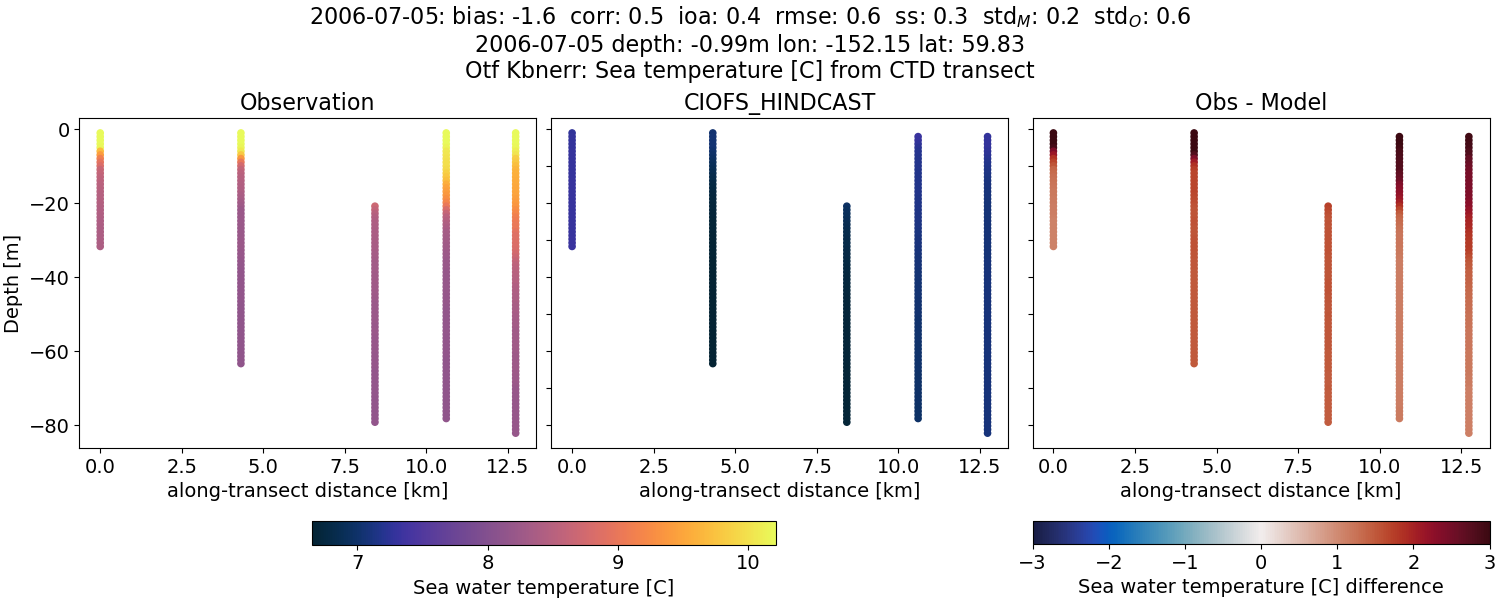 2006-07-05: bias: -1.6 corr: 0.5 ioa: 0.4 rmse: 0.6 ss: 0.3 std_M: 0.2 std_O: 0.6
2006-07-05 depth: -0.99m lon: -152.15 lat: 59.83
Otf Kbnerr: Sea temperature [C] from CTD transect
Observation
CIOFS_HINDCAST
Obs - Model
0
−20
−40
−60
−80
Depth [m]
0.0 2.5 5.0 7.5 10.0 12.5
0.0 2.5 5.0 7.5 10.0 12.5
0.0 2.5 5.0 7.5 10.0 12.5
along-transect distance [km]
along-transect distance [km]
along-transect distance [km]
7 8 9 10
Sea water temperature [C]
−3 −2 −1 0 1 2 3
Sea water temperature [C] difference